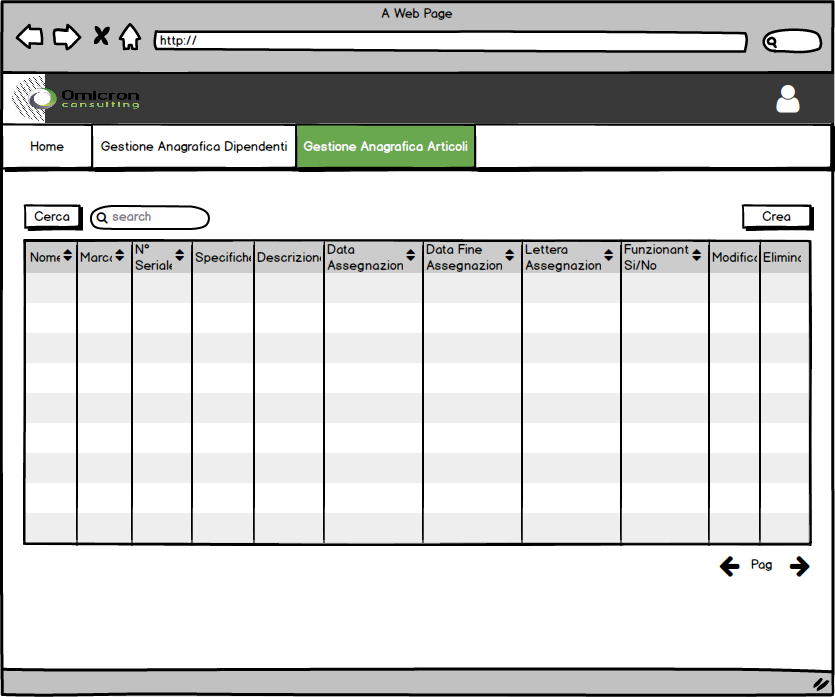 A Web Page
http://
Omicron
consulting
Home
Gestione Anagrafica Dipendenti
Gestione Anagrafica Articoli
Cerca
search
Crea
Nome
Marca
N°
Seriale
Specifiche
Descrizion
Data
Assegnazion
Data Fine
Assegnazion
Lettera
Assegnazion
Funzionant
Si/No
Modifica
Elimina
Pag